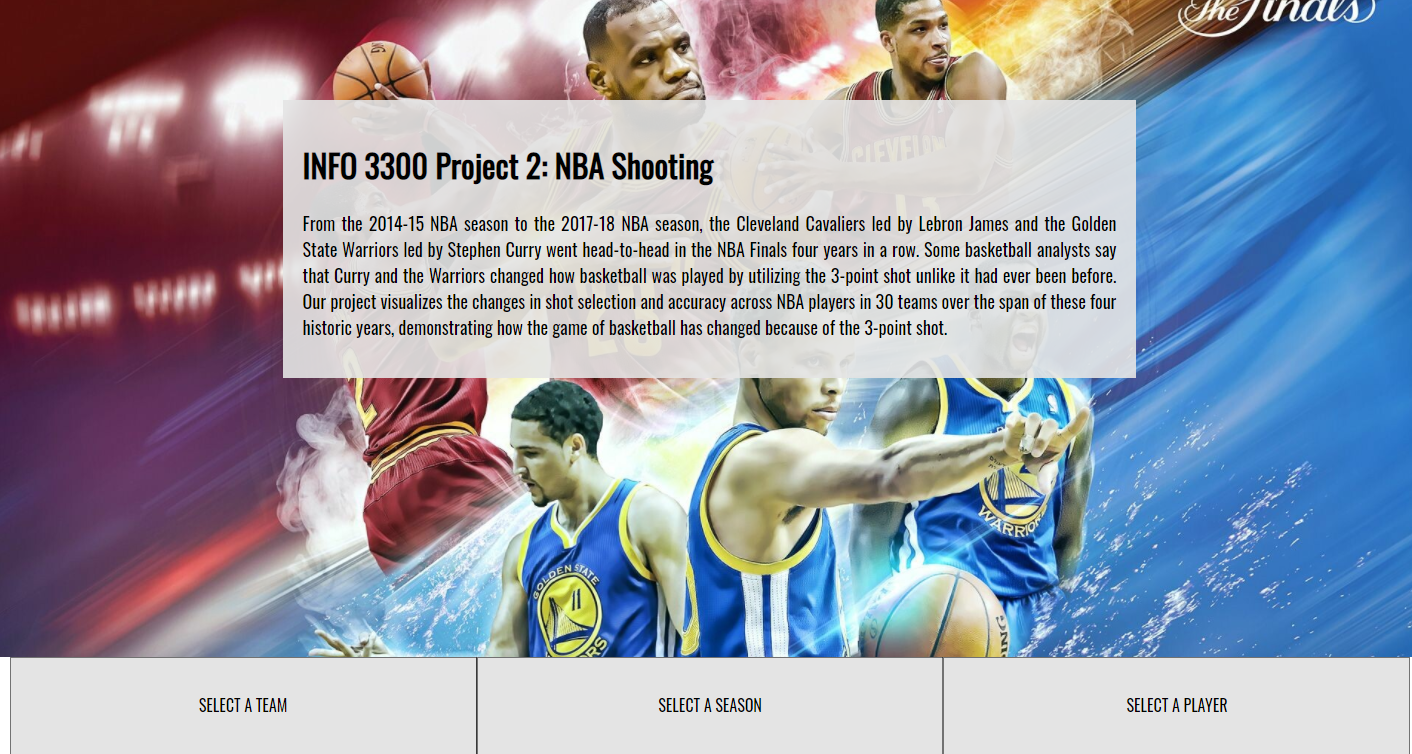 The Finals
INFO 3300 Project 2: NBA Shooting
From the 2014-15 NBA season to the 2017-18 NBA season, the Cleveland Cavaliers led by Lebron James and the Golden
State Warriors led by Stephen Curry went head-to-head in the NBA Finals four years in a row. Some basketball analysts say
that Curry and the Warriors changed how basketball was played by utilizing the 3-point shot unlike it had ever been before.
Our project visualizes the changes in shot selection and accuracy across NBA players in 30 teams over the span of these four
historic years, demonstrating how the game of basketball has changed because of the 3-point shot.
GOLDEN STATE
11
WARRIORS
SELECT A TEAM
SELECT A SEASON
SELECT A PLAYER